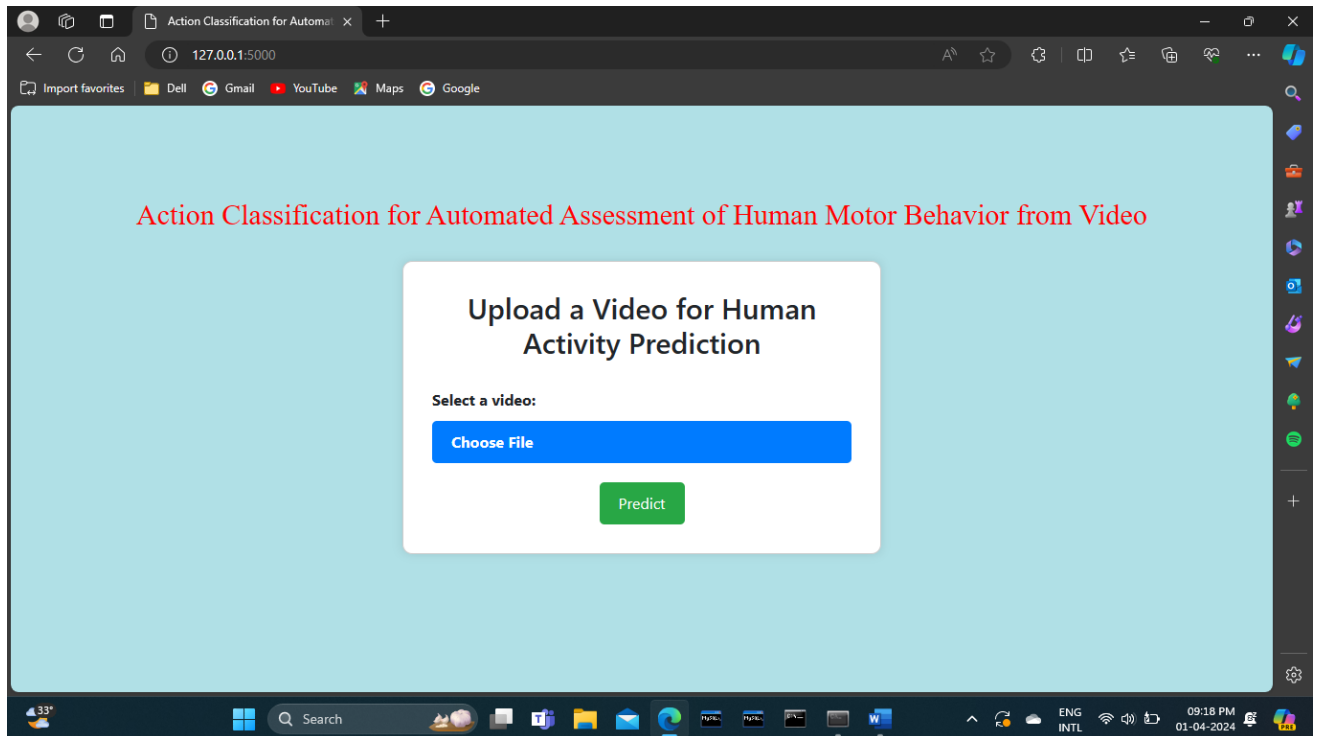 Action Classification for Automat
127.0.0.1:5000
Import favorites Dell Gmail YouTube Maps Google
Action Classification for Automated Assessment of Human Motor Behavior from Video
Upload a Video for Human
Activity Prediction
Select a video:
Choose File
Predict
33°
Search
ENG
INTL
09:18 PM
01-04-2024